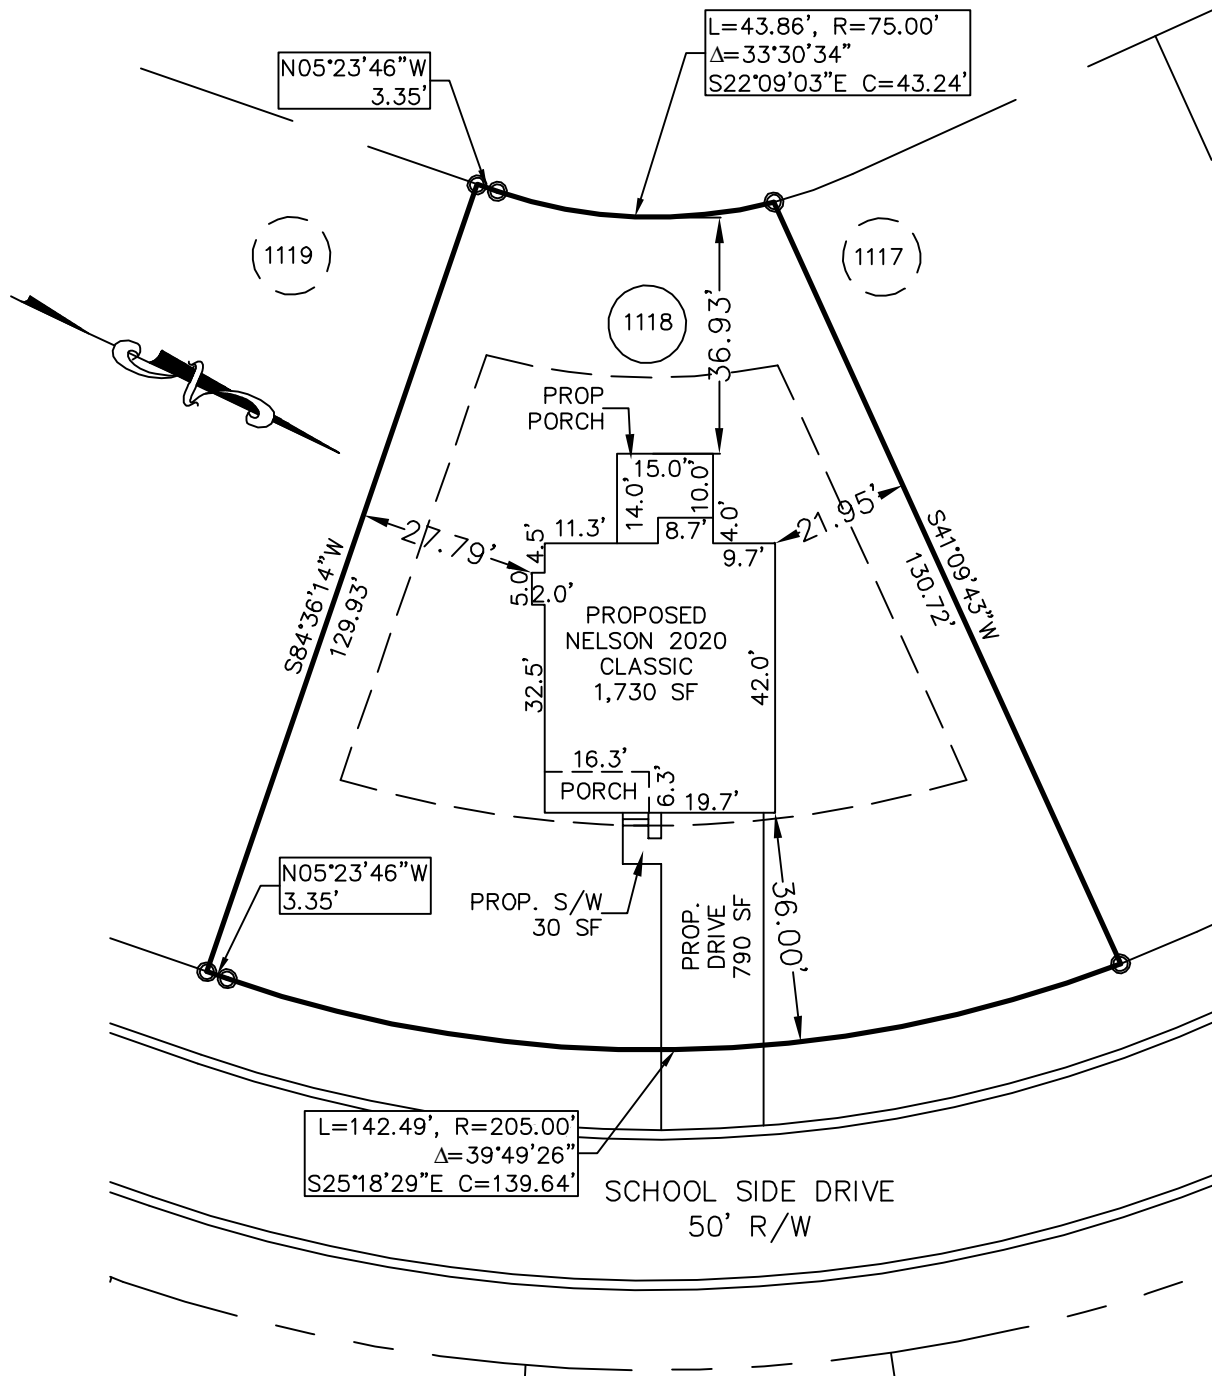 L=43.86', R=75.00'
Δ=33°30'34"
S22°09'03"E C=43.24'
N05°23'46"W
3.35'
1119
1117
1118
36.93'
PROP
PORCH
15.0'
14.0'
10.0'
11.3'
8.7'
4.0'
9.7'
4.5'
5.0'
2.0'
27.79'
21.95'
S84°36'14"W
129.93'
S41°09'43"W
130.72'
PROPOSED
NELSON 2020
CLASSIC
1,730 SF
32.5'
42.0'
16.3'
PORCH
6.3'
19.7'
N05°23'46"W
3.35'
PROP. S/W
30 SF
PROP.
DRIVE
790 SF
36.00'
L=142.49', R=205.00'
Δ=39°49'26"
S25°18'29"E C=139.64'
SCHOOL SIDE DRIVE
50' R/W